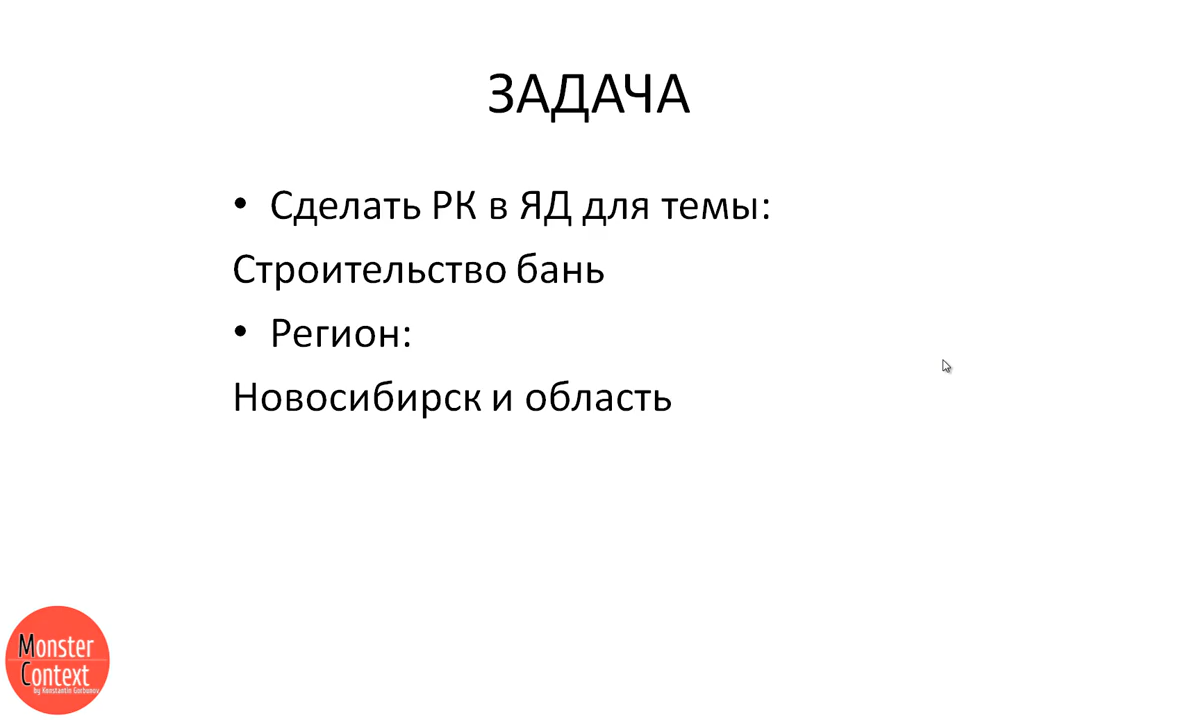 ЗАДАЧА
• Сделать РК в ЯД для темы:
Строительство бань
• Регион:
Новосибирск и область
Monster
Context
by Konstantin Gorbunov